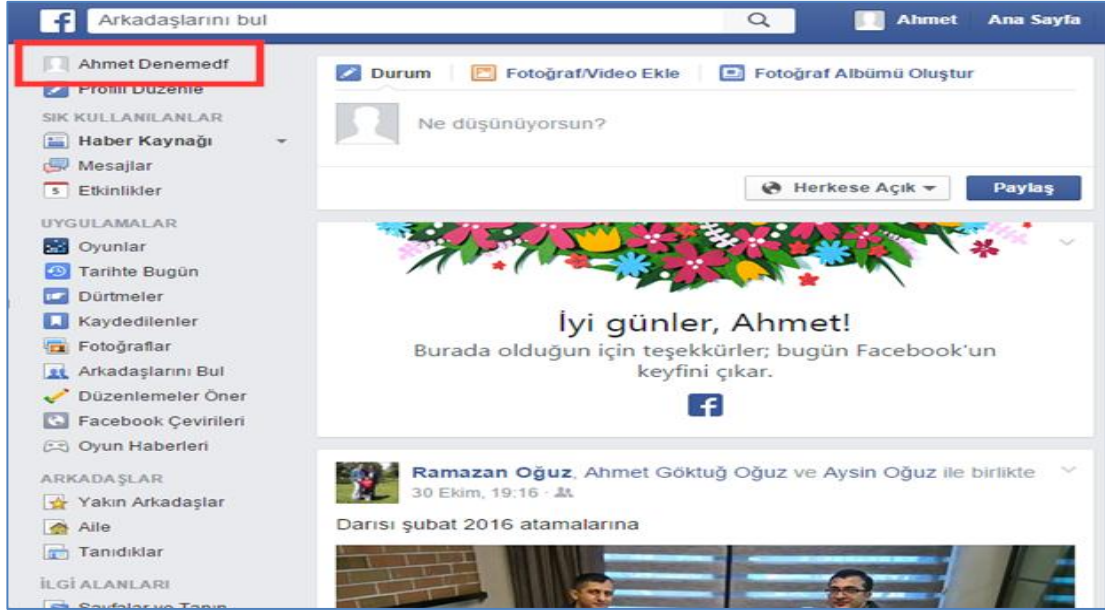 Arkadaşlarını bul
Ahmet Ana Sayfa
Ahmet Denemedf
Profili Düzenle
SIK KULLANILANLAR
Haber Kaynağı
Mesajlar
5 Etkinlikler
UYGULAMALAR
Oyunlar
Tarihte Bugün
Dürtmeler
Kaydedilenler
Fotoğraflar
Arkadaşlarını Bul
Düzenlemeler Öner
Facebook Çevirileri
Oyun Haberleri
ARKADAŞLAR
Yakın Arkadaşlar
Aile
Tanıdıklar
İLGİ ALANLARI
Sayfalar ve
Durum Fotoğraf/Video Ekle Fotoğraf Albümü Oluştur
Ne düşünüyorsun?
Herkese Açık Paylaş
İyi günler, Ahmet!
Burada olduğun için teşekkürler; bugün Facebook'un
keyfini çıkar.
Ramazan Oğuz, Ahmet Göktuğ Oğuz ve Aysin Oğuz ile birlikte
30 Ekim, 19:16 ·
Darısı şubat 2016 atamalarına